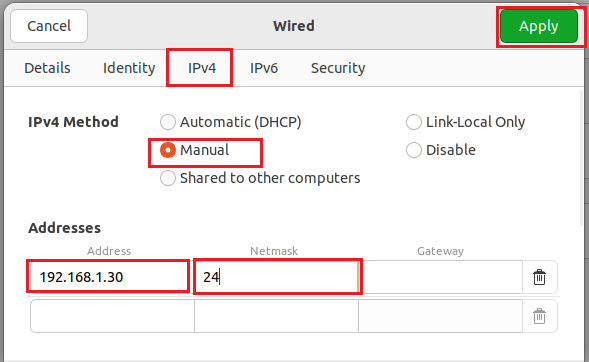 Cancel Wired Apply
Details Identity IPv4 IPv6 Security
IPv4 Method Automatic (DHCP) Link-Local Only
Manual Disable
Shared to other computers
Addresses
Address Netmask Gateway
192.168.1.30 24